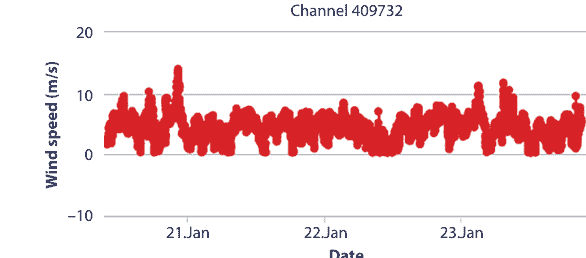 Channel 409732
20
10
0
–10
Wind speed (m/s)
21.Jan 22.Jan 23.Jan
Date